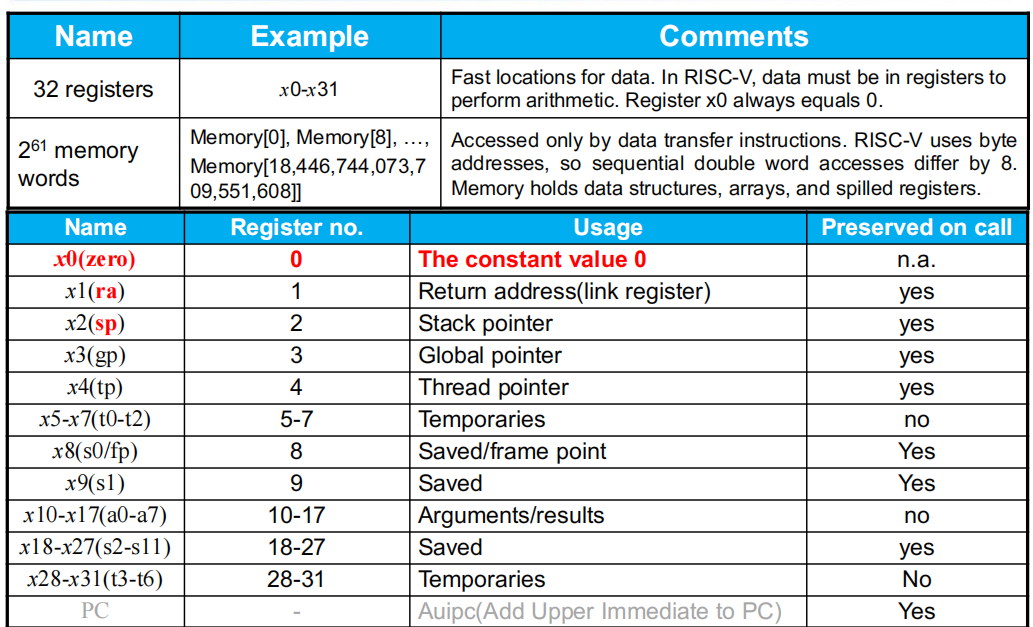 Name Example Comments
32 registers x0-x31 Fast locations for data. In RISC-V, data must be in registers to
perform arithmetic. Register x0 always equals 0.
2⁶¹ memory
words
Memory[0], Memory[8], …,
Memory[18,446,744,073,7
09,551,608]]
Accessed only by data transfer instructions. RISC-V uses byte
addresses, so sequential double word accesses differ by 8.
Memory holds data structures, arrays, and spilled registers.
Name Register no. Usage Preserved on call
x0(zero) 0 The constant value 0 n.a.
x1(ra) 1 Return address(link register) yes
x2(sp) 2 Stack pointer yes
x3(gp) 3 Global pointer yes
x4(tp) 4 Thread pointer yes
x5-x7(t0-t2) 5-7 Temporaries no
x8(s0/fp) 8 Saved/frame point Yes
x9(s1) 9 Saved Yes
x10-x17(a0-a7) 10-17 Arguments/results no
x18-x27(s2-s11) 18-27 Saved yes
x28-x31(t3-t6) 28-31 Temporaries No
PC - Auipc(Add Upper Immediate to PC) Yes